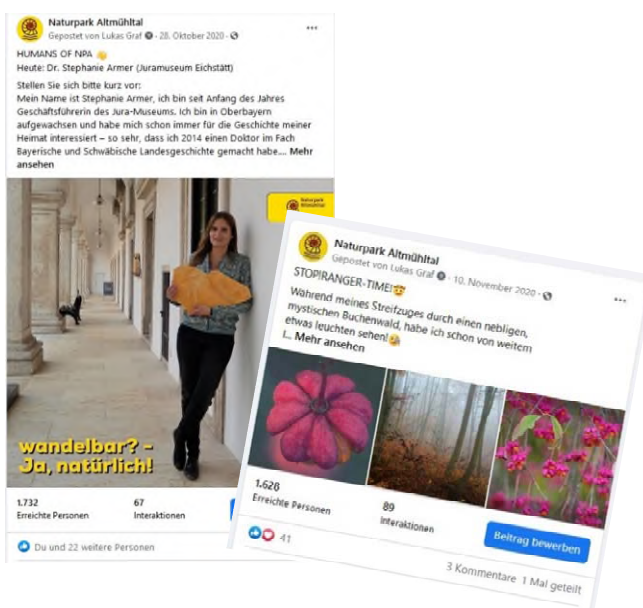 Naturpark Altmühltal
Gepostet von Lukas Graf · 28. Oktober 2020 ·
HUMANS OF NPA
Heute: Dr. Stephanie Armer (Juramuseum Eichstätt)
Stellen Sie sich bitte kurz vor:
Mein Name ist Stephanie Armer, ich bin seit Anfang des Jahres
Geschäftsführerin des Jura-Museums. Ich bin in Oberbayern
aufgewachsen und habe mich schon immer für die Geschichte meiner
Heimat interessiert – so sehr, dass ich 2014 einen Doktor im Fach
Bayerische und Schwäbische Landesgeschichte gemacht habe.... Mehr
ansehen
Naturpark
Altmühltal
wandelbar? -
Ja, natürlich!
1.732
Erreichte Personen
67
Interaktionen
Du und 22 weitere Personen
Naturpark Altmühltal
Gepostet von Lukas Graf · 10. November 2020 ·
STOP!RANGER-TIME!
Während meines Streifzuges durch einen nebligen,
mystischen Buchenwald, habe ich schon von weitem
etwas leuchten sehen!
I... Mehr ansehen
1.628
Erreichte Personen
89
Interaktionen
Beitrag bewerben
41
3 Kommentare 1 Mal geteilt